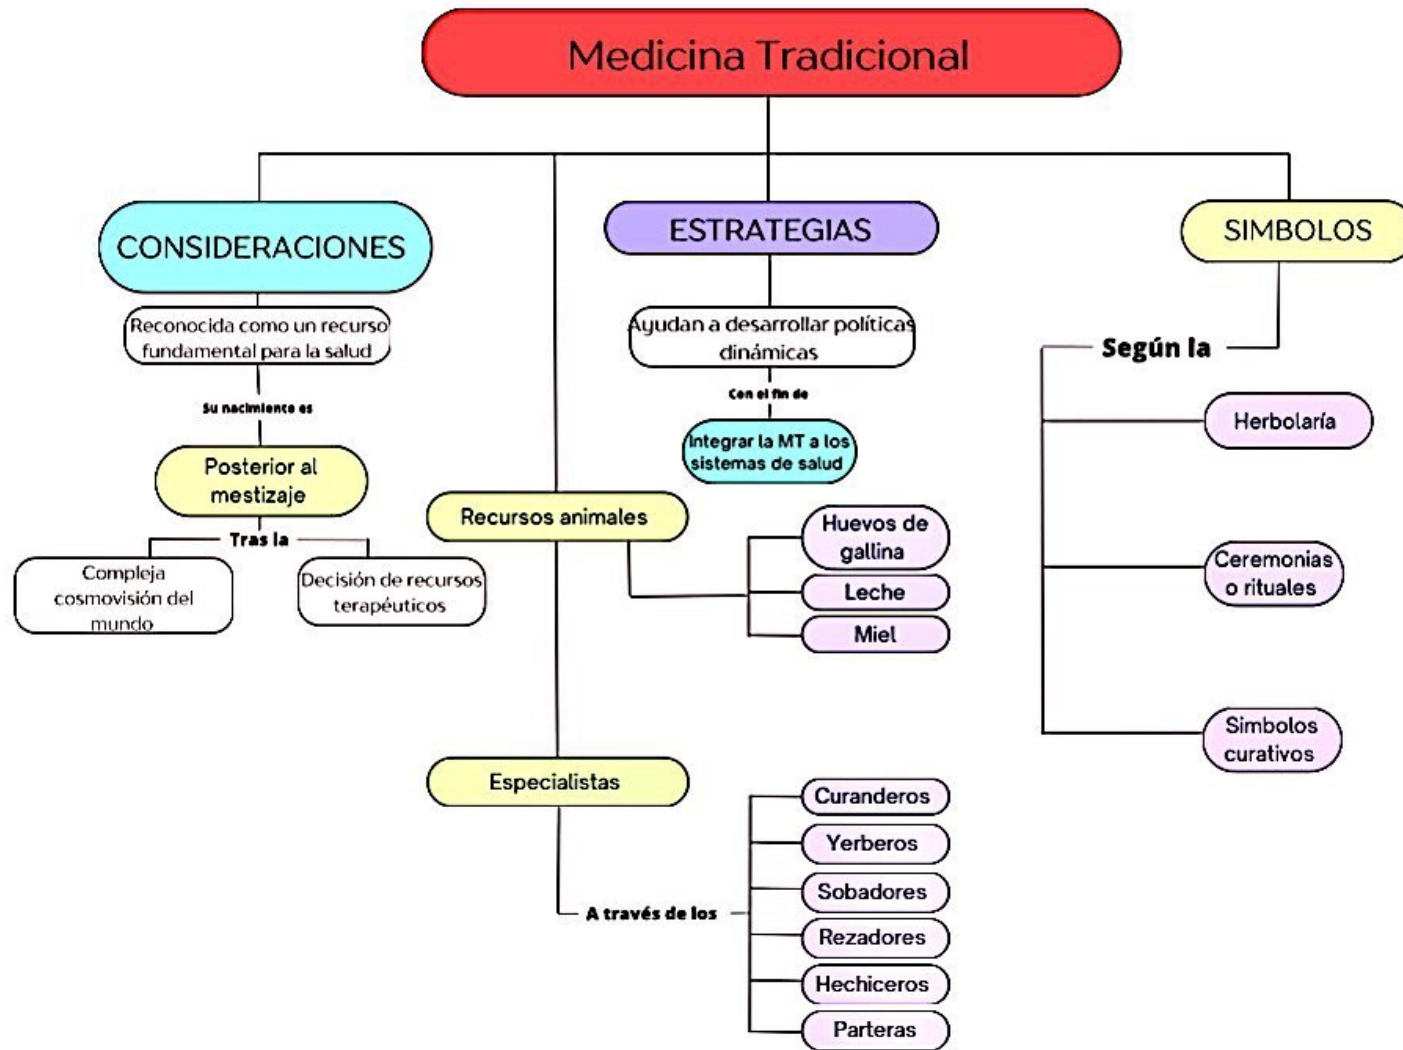 Medicina Tradicional
CONSIDERACIONES
Reconocida como un recurso
fundamental para la salud
Su nacimiento es
Posterior al
mestizaje
Tras la
Compleja
cosmovisión del
mundo
Decisión de recursos
terapéuticos
ESTRATEGIAS
Ayudan a desarrollar políticas
dinámicas
Con el fin de
Integrar la MT a los
sistemas de salud
Recursos animales
Huevos de
gallina
Leche
Miel
Especialistas
A través de los
Curanderos
Yerberos
Sobadores
Rezadores
Hechiceros
Parteras
SIMBOLOS
Según la
Herbolaría
Ceremonias
o rituales
Simbolos
curativos